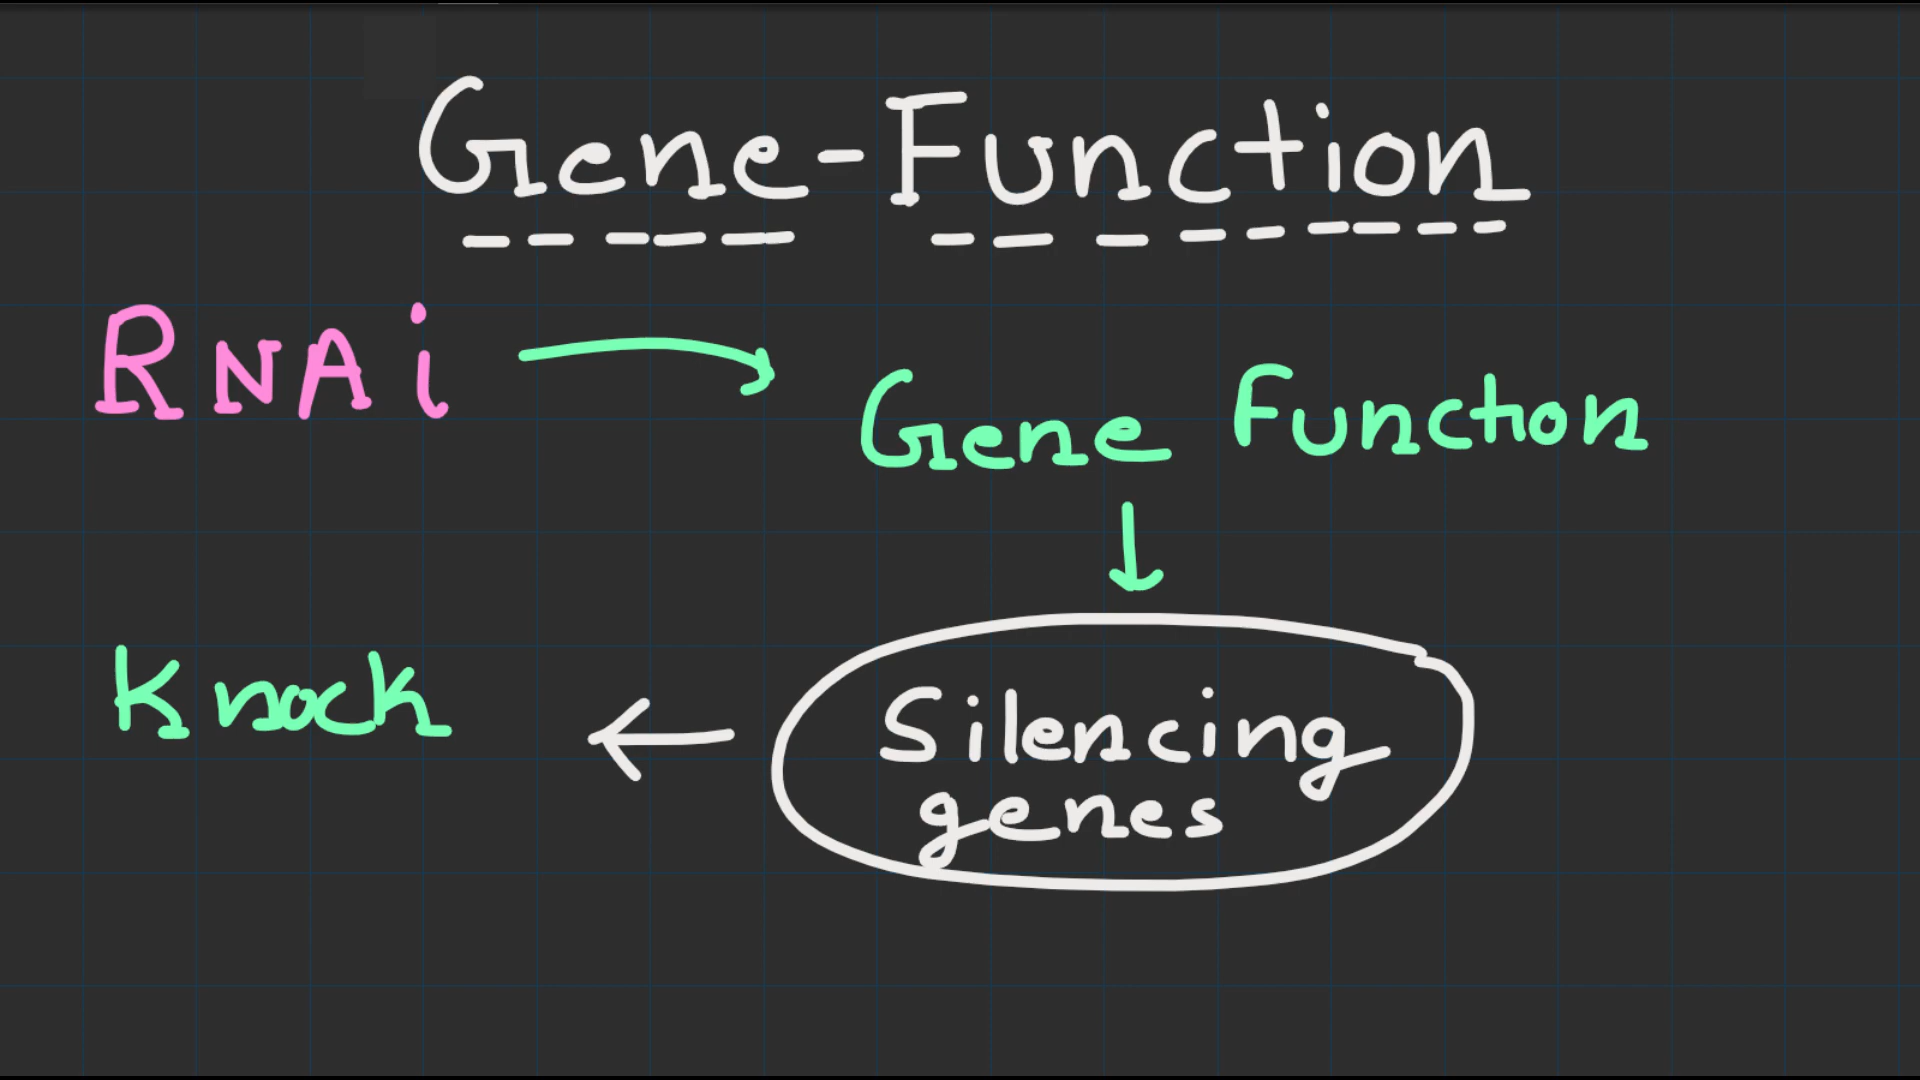 Gene-Function
RNAi
Gene Function
Knock
Silencing
genes